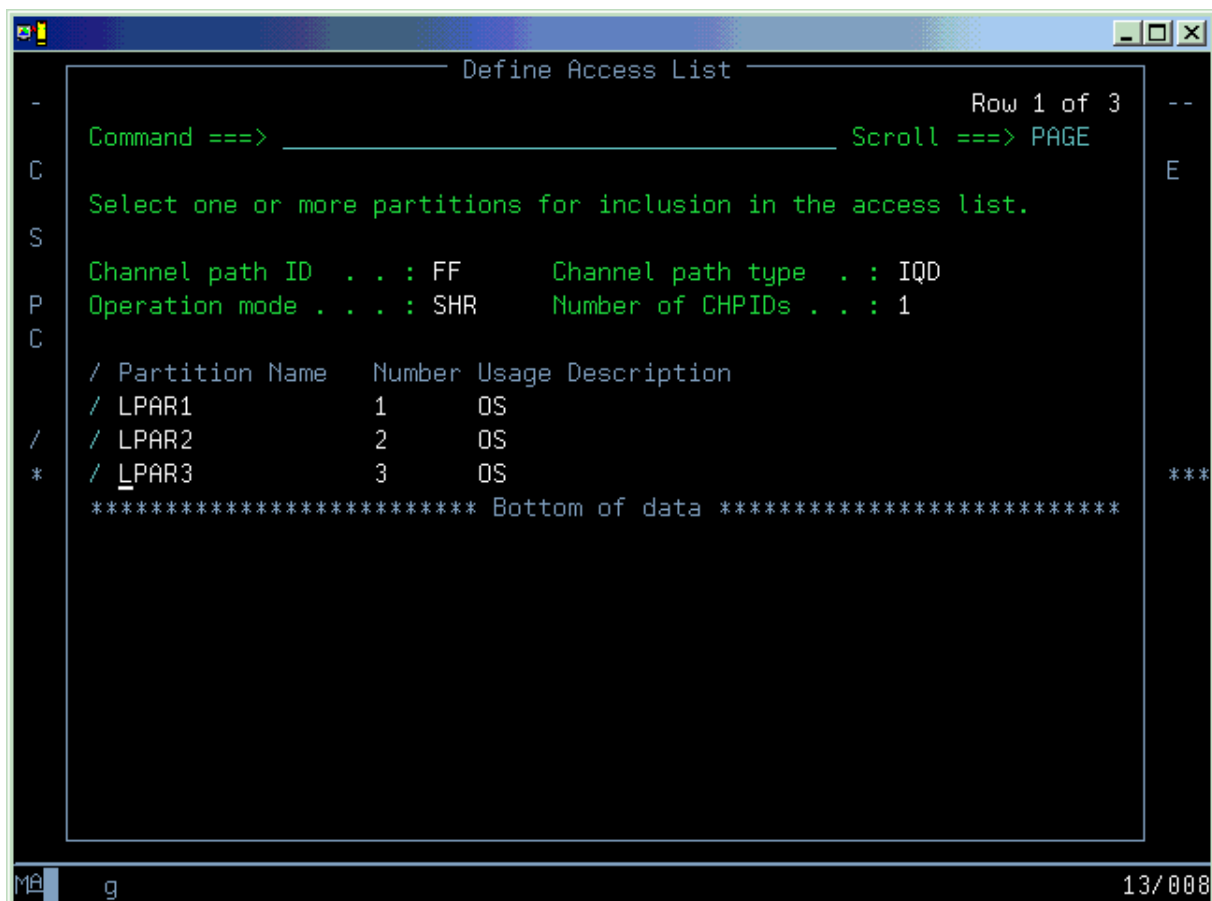 Define Access List
- Row 1 of 3 --
Command ===> Scroll ===> PAGE
C E
Select one or more partitions for inclusion in the access list.
S
Channel path ID . . : FF Channel path type . : IQD
P Operation mode . . . : SHR Number of CHPIDs . . : 1
C
/ Partition Name Number Usage Description
/ LPAR1 1 OS
/ / LPAR2 2 OS
* / LPAR3 3 OS ***
************************** Bottom of data ***************************
MA g 13/008